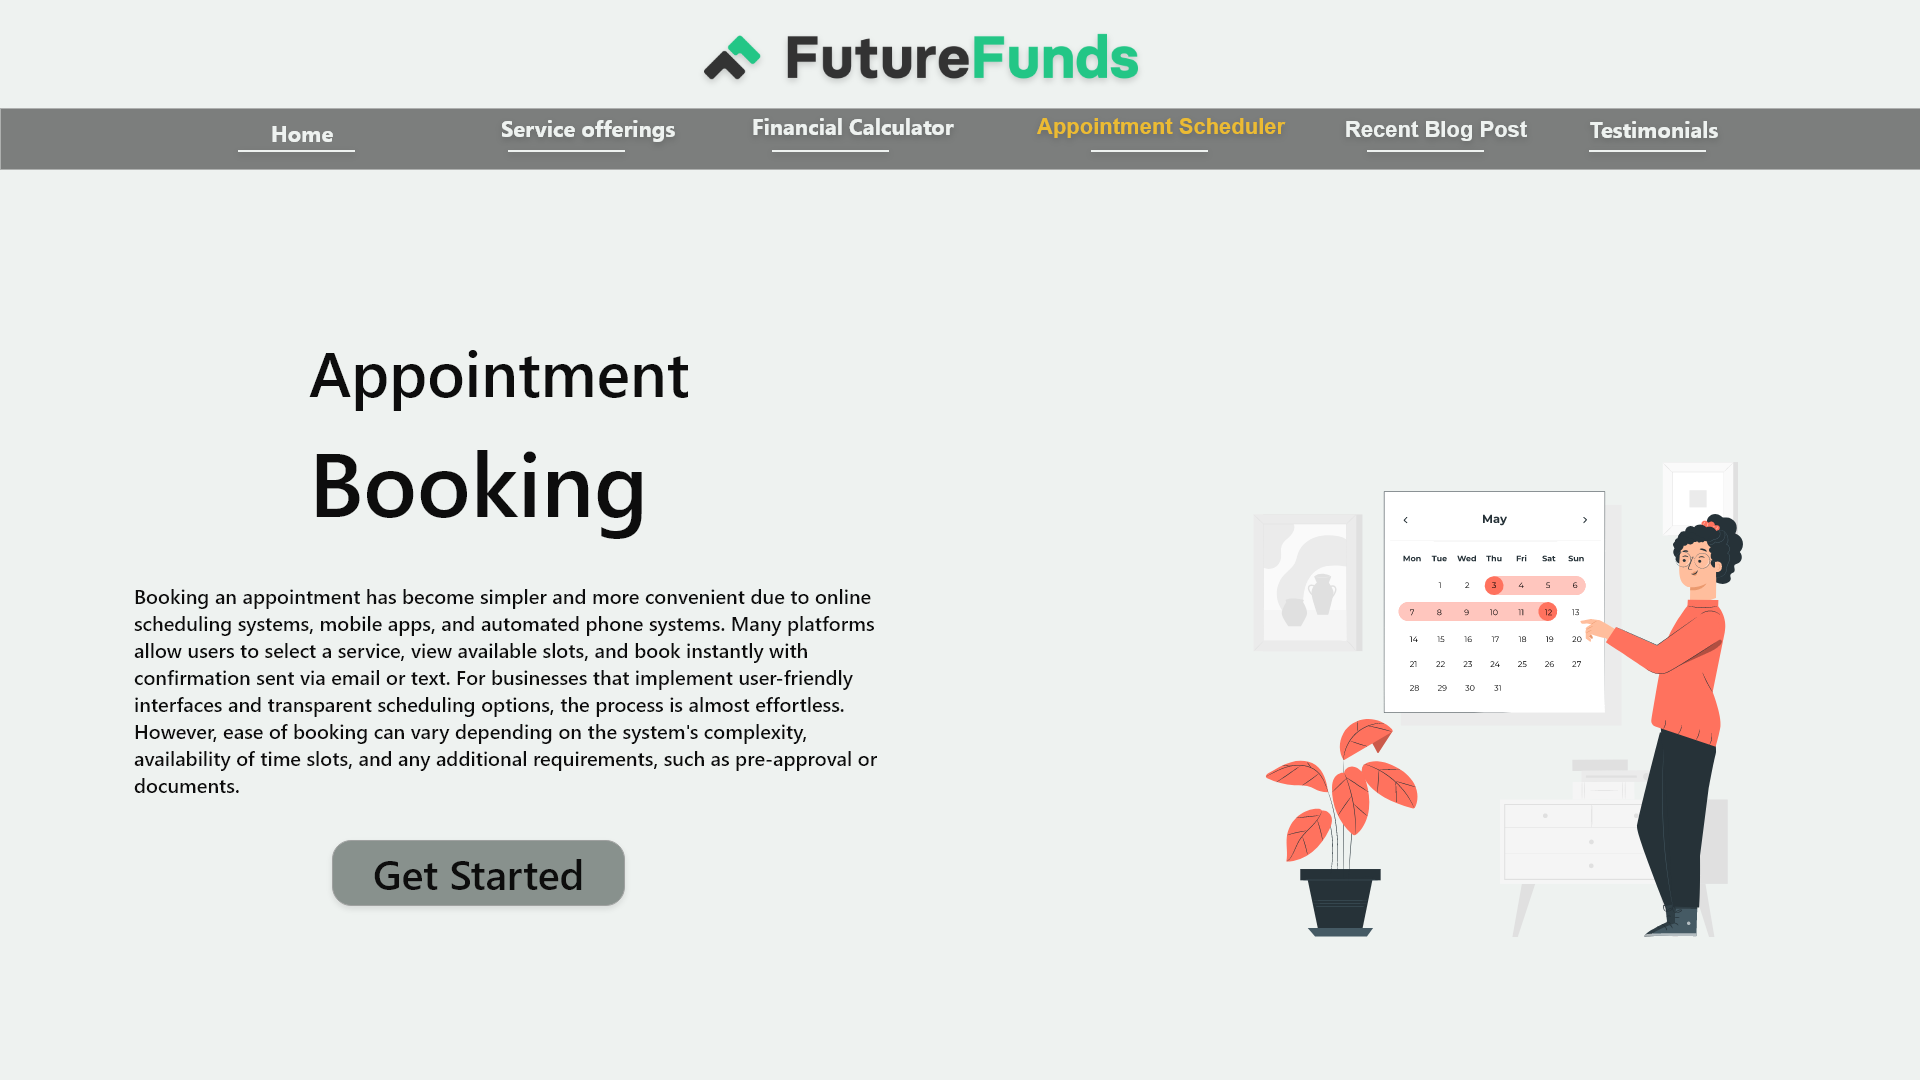 FutureFunds
Home Service offerings Financial Calculator Appointment Scheduler Recent Blog Post Testimonials
Appointment
Booking
Booking an appointment has become simpler and more convenient due to online
scheduling systems, mobile apps, and automated phone systems. Many platforms
allow users to select a service, view available slots, and book instantly with
confirmation sent via email or text. For businesses that implement user-friendly
interfaces and transparent scheduling options, the process is almost effortless.
However, ease of booking can vary depending on the system's complexity,
availability of time slots, and any additional requirements, such as pre-approval or
documents.
Get Started
‹ May ›
Mon Tue Wed Thu Fri Sat Sun
1 2 3 4 5 6
7 8 9 10 11 12 13
14 15 16 17 18 19 20
21 22 23 24 25 26 27
28 29 30 31